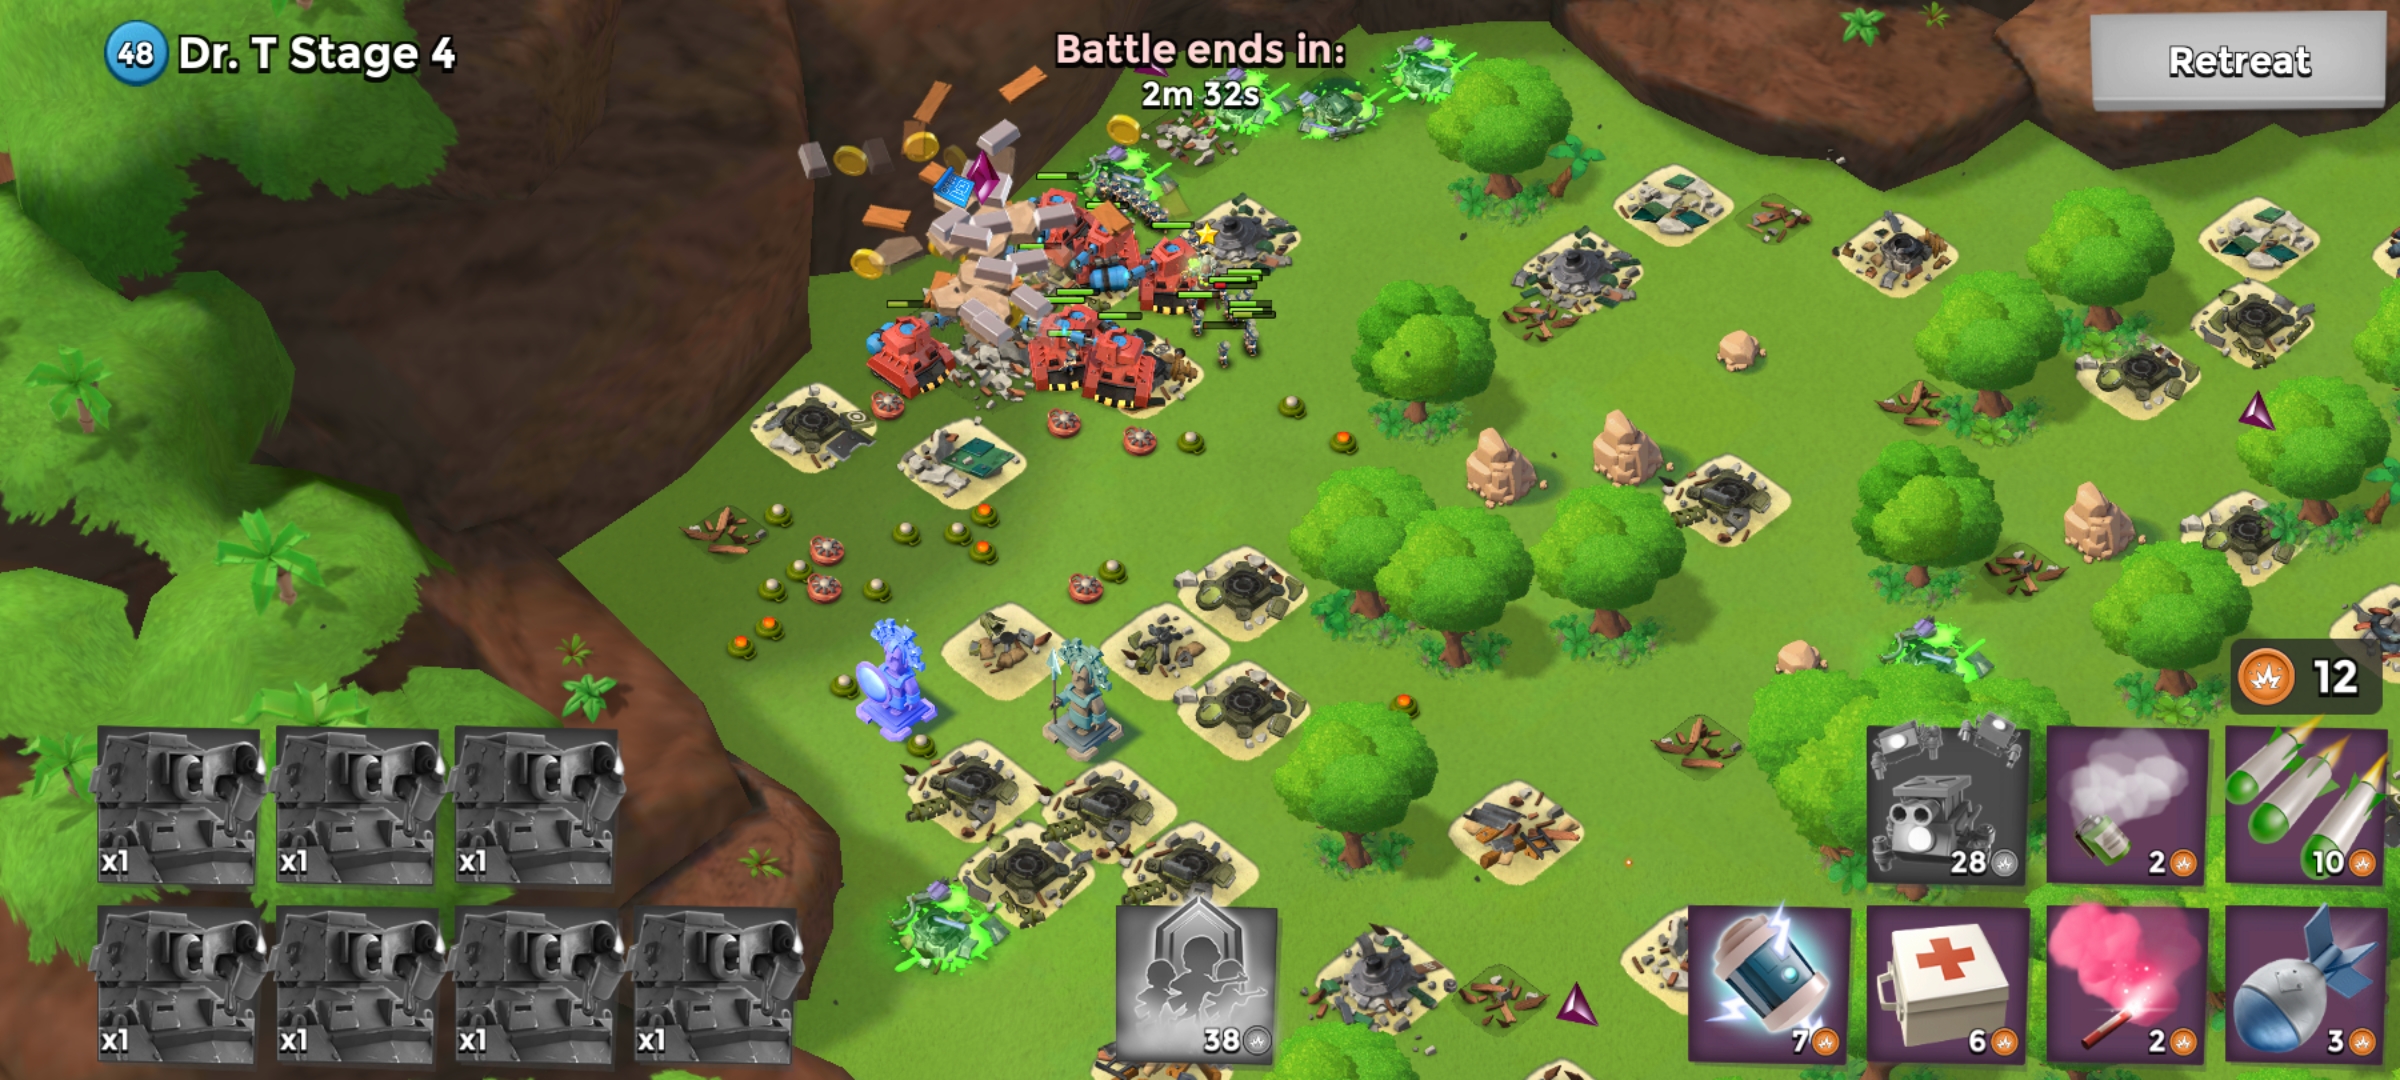 48 Dr. T Stage 4
Battle ends in:
2m 32s
Retreat
12
x1 x1 x1
28 2 10
x1 x1 x1 x1
38 7 6 2 3